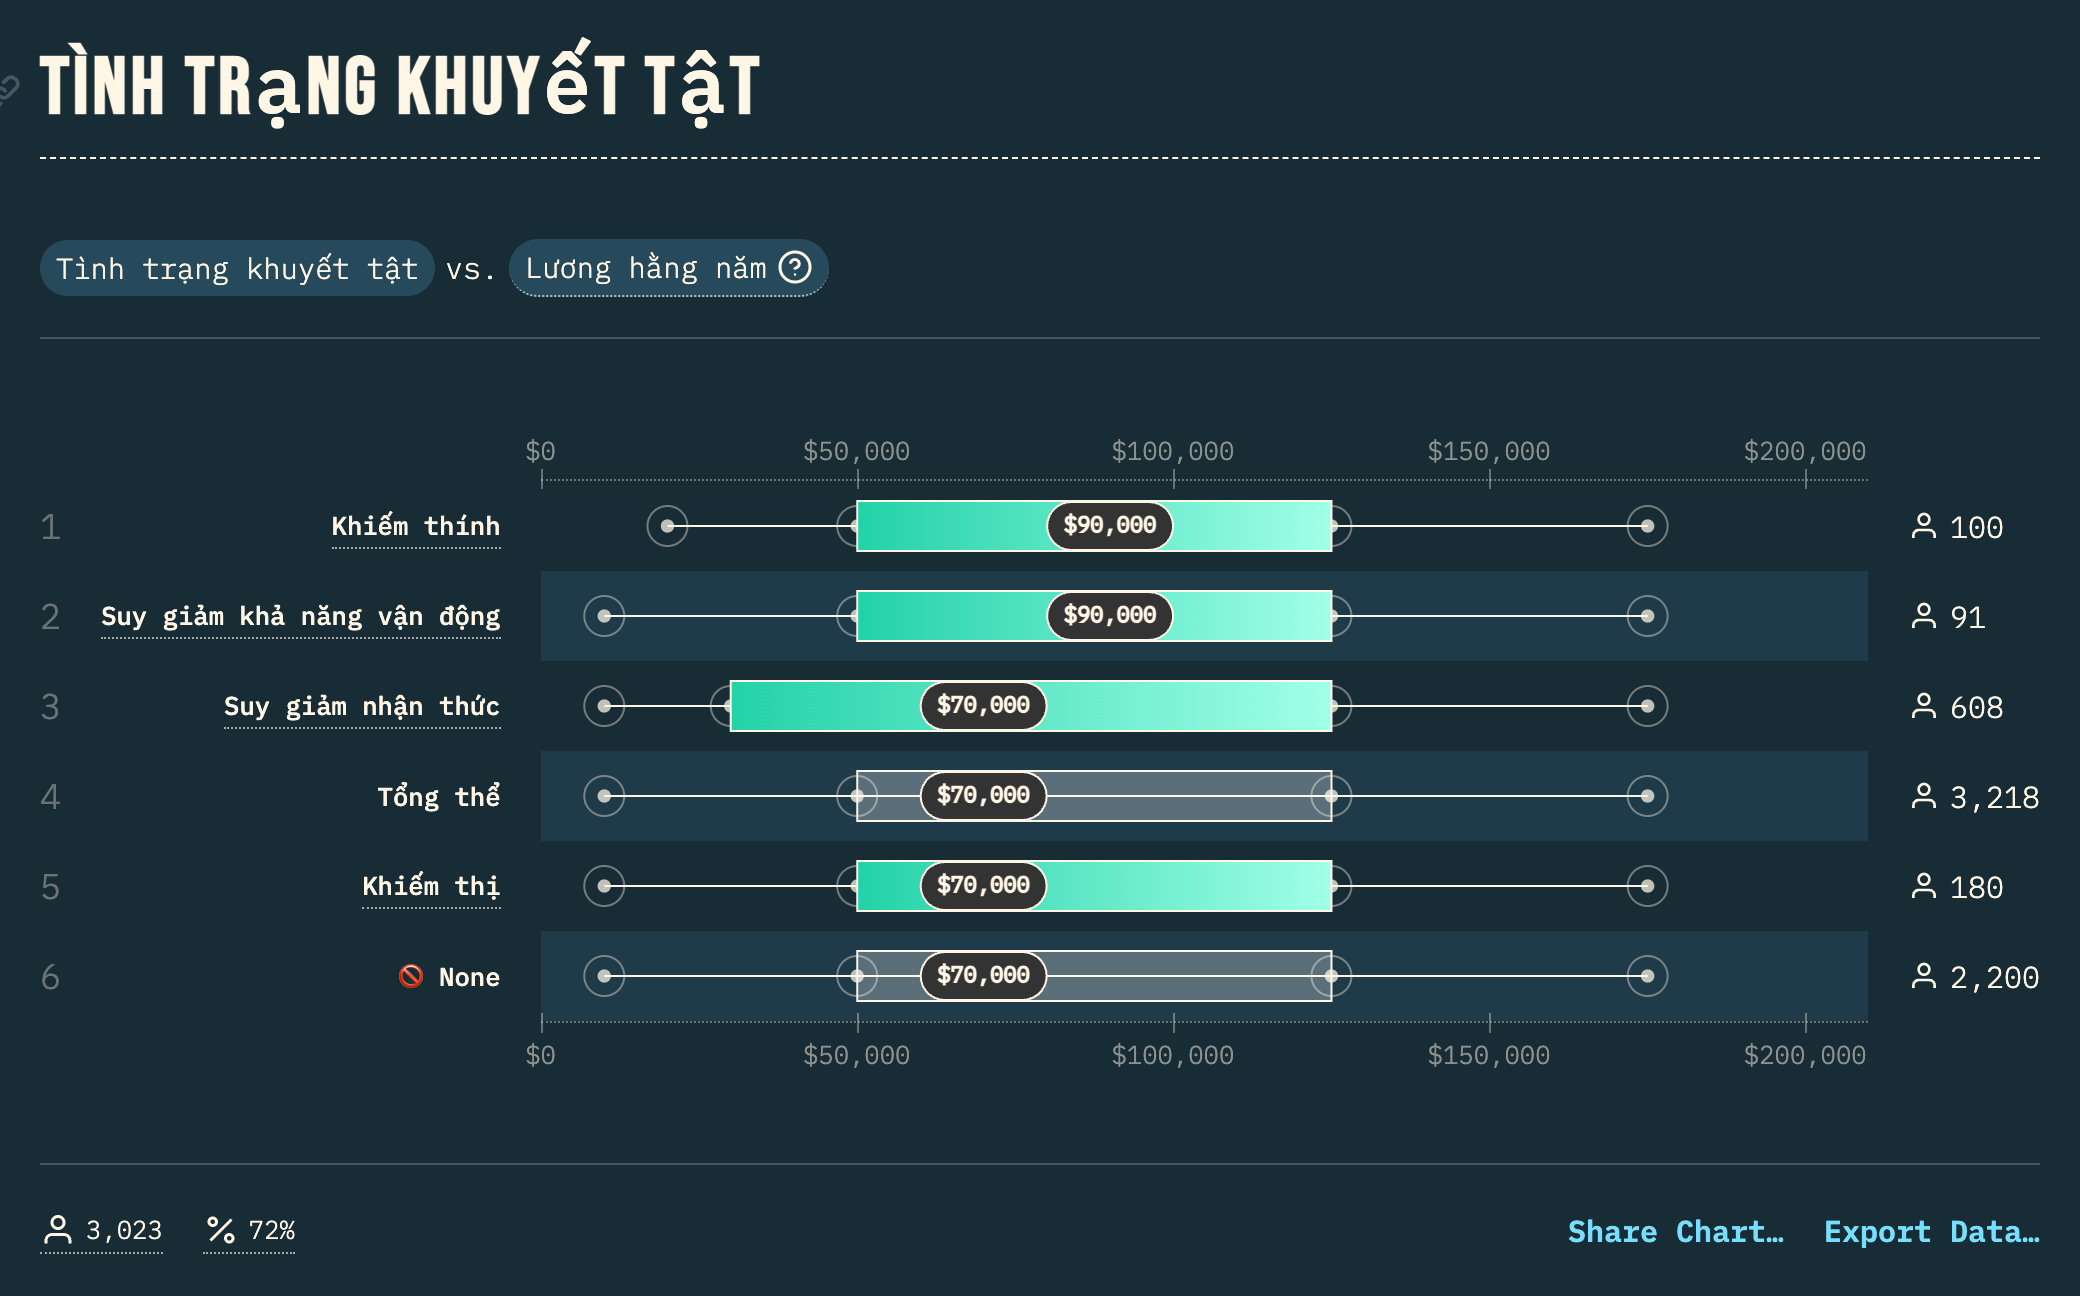 TÌNH TRẠNG KHUYẾT TẬT
Tình trạng khuyết tật vs. Lương hằng năm ?
$0 $50,000 $100,000 $150,000 $200,000
1 Khiếm thính $90,000 100
2 Suy giảm khả năng vận động $90,000 91
3 Suy giảm nhận thức $70,000 608
4 Tổng thể $70,000 3,218
5 Khiếm thị $70,000 180
6 🚫 None $70,000 2,200
$0 $50,000 $100,000 $150,000 $200,000
3,023 % 72% Share Chart… Export Data…